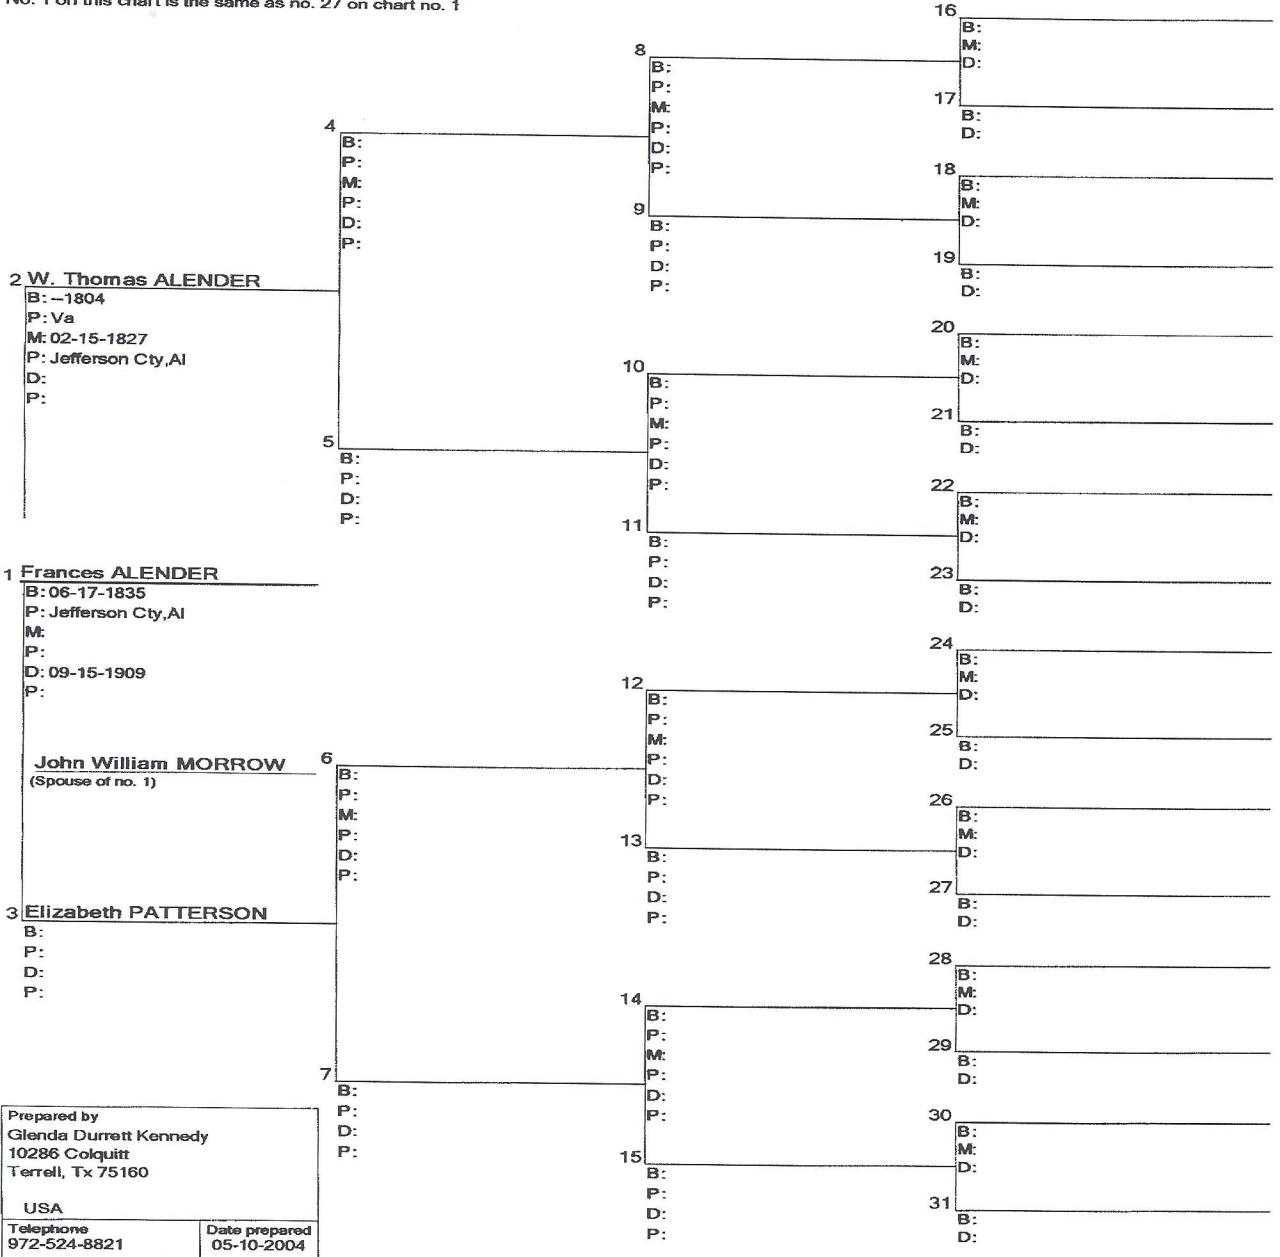 No. 1 on this chart is the same as no. 27 on chart no. 1
2 W. Thomas ALENDER
B: --1804
P: Va
M: 02-15-1827
P: Jefferson Cty,Al
D:
P:
1 Frances ALENDER
B: 06-17-1835
P: Jefferson Cty,Al
M:
P:
D: 09-15-1909
P:
John William MORROW
(Spouse of no. 1)
3 Elizabeth PATTERSON
B:
P:
D:
P:
4
B:
P:
M:
P:
D:
P:
5
B:
P:
D:
P:
6
B:
P:
M:
P:
D:
P:
7
B:
P:
D:
P:
8
B:
P:
M:
P:
D:
P:
9
B:
P:
D:
P:
10
B:
P:
M:
P:
D:
P:
11
B:
P:
D:
P:
12
B:
P:
M:
P:
D:
P:
13
B:
P:
D:
P:
14
B:
P:
M:
P:
D:
P:
15
B:
P:
D:
P:
16
B:
M:
D:
17
B:
D:
18
B:
M:
D:
19
B:
D:
20
B:
M:
D:
21
B:
D:
22
B:
M:
D:
23
B:
D:
24
B:
M:
D:
25
B:
D:
26
B:
M:
D:
27
B:
D:
28
B:
M:
D:
29
B:
D:
30
B:
M:
D:
31
B:
D:
Prepared by
Glenda Durrett Kennedy
10286 Colquitt
Terrell, Tx 75160
USA
Telephone
972-524-8821
Date prepared
05-10-2004